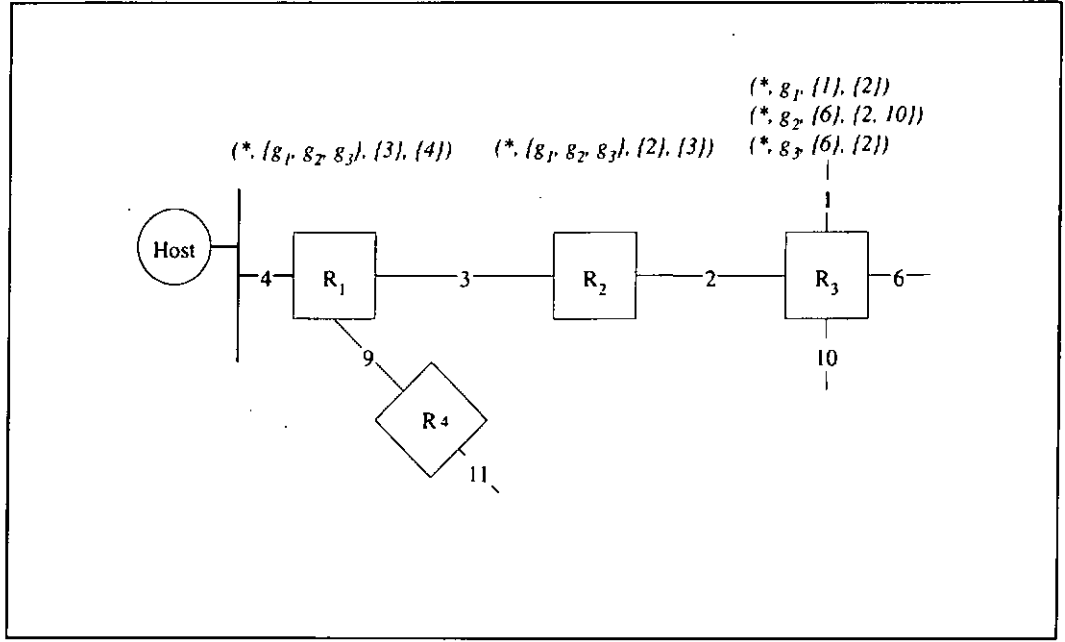 (*, g1, {1}, {2})
(*, g2, {6}, {2, 10})
(*, {g1, g2, g3}, {3}, {4}) (*, {g1, g2, g3}, {2}, {3}) (*, g3, {6}, {2})
1
Host
4 R1 3 R2 2 R3 6
9 10
R4
11